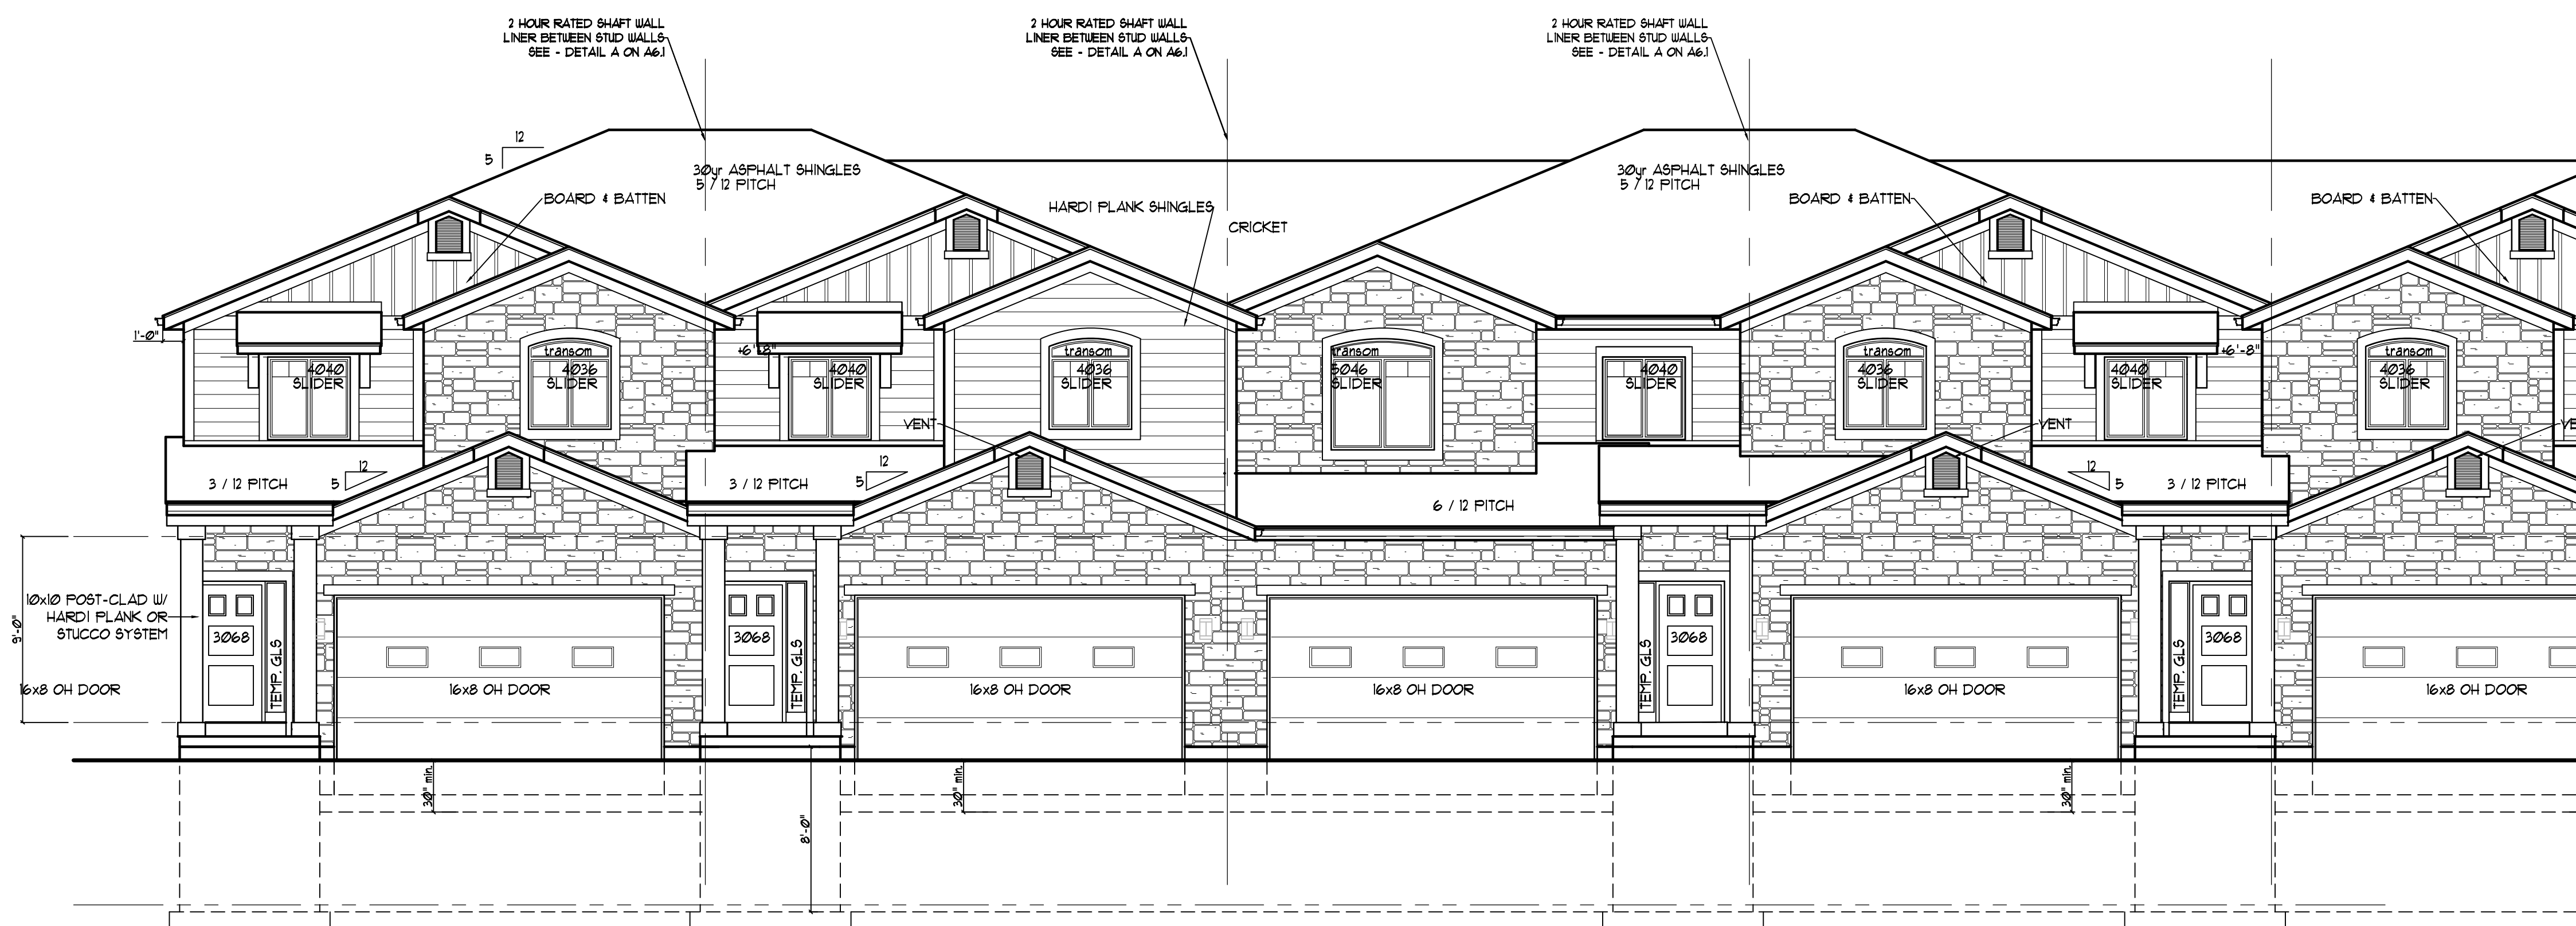 2 HOUR RATED SHAFT WALL
LINER BETWEEN STUD WALLS
SEE - DETAIL A ON A6.1
2 HOUR RATED SHAFT WALL
LINER BETWEEN STUD WALLS
SEE - DETAIL A ON A6.1
2 HOUR RATED SHAFT WALL
LINER BETWEEN STUD WALLS
SEE - DETAIL A ON A6.1
12
5
30yr ASPHALT SHINGLES
5 / 12 PITCH
30yr ASPHALT SHINGLES
5 / 12 PITCH
BOARD & BATTEN
HARDI PLANK SHINGLES
CRICKET
BOARD & BATTEN
BOARD & BATTEN
1'-0"
4040
SLIDER
transom
4036
SLIDER
+6'-8"
4040
SLIDER
transom
4036
SLIDER
transom
5046
SLIDER
4040
SLIDER
transom
4036
SLIDER
4040
SLIDER
+6'-8"
transom
4036
SLIDER
VENT
VENT
3 / 12 PITCH
12
5
3 / 12 PITCH
12
5
6 / 12 PITCH
12
5
3 / 12 PITCH
9'-0"
10x10 POST-CLAD W/
HARDI PLANK OR
STUCCO SYSTEM
16x8 OH DOOR
3068
TEMP. GLS
16x8 OH DOOR
3068
TEMP. GLS
16x8 OH DOOR
16x8 OH DOOR
TEMP. GLS
3068
16x8 OH DOOR
TEMP. GLS
3068
16x8 OH DOOR
30" min.
8'-0"
30" min.
30" min.